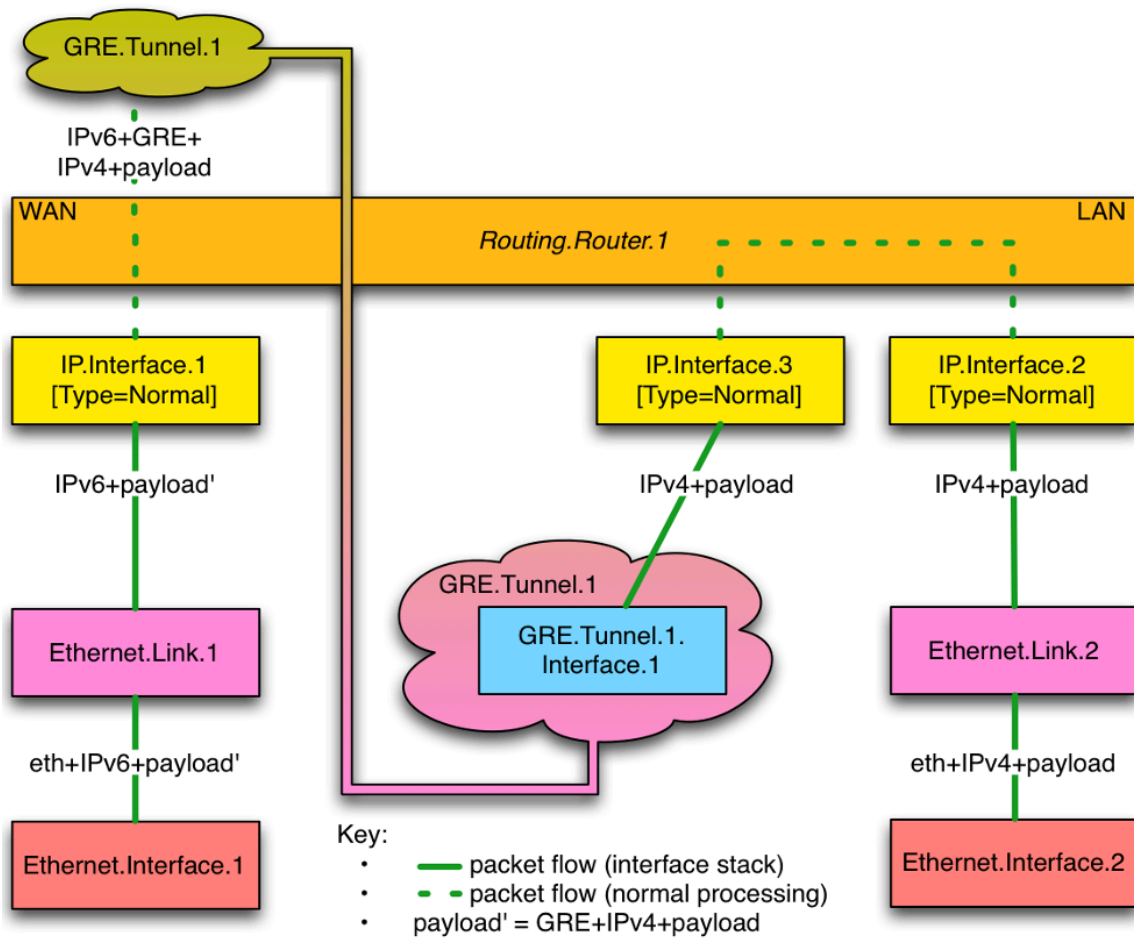 GRE.Tunnel.1
IPv6+GRE+
IPv4+payload
WAN
LAN
Routing.Router.1
IP.Interface.1
[Type=Normal]
IP.Interface.3
[Type=Normal]
IP.Interface.2
[Type=Normal]
IPv6+payload'
IPv4+payload
IPv4+payload
GRE.Tunnel.1
Ethernet.Link.1
GRE.Tunnel.1.
Interface.1
Ethernet.Link.2
eth+IPv6+payload'
eth+IPv4+payload
Ethernet.Interface.1
Ethernet.Interface.2
Key:
• packet flow (interface stack)
• packet flow (normal processing)
• payload' = GRE+IPv4+payload